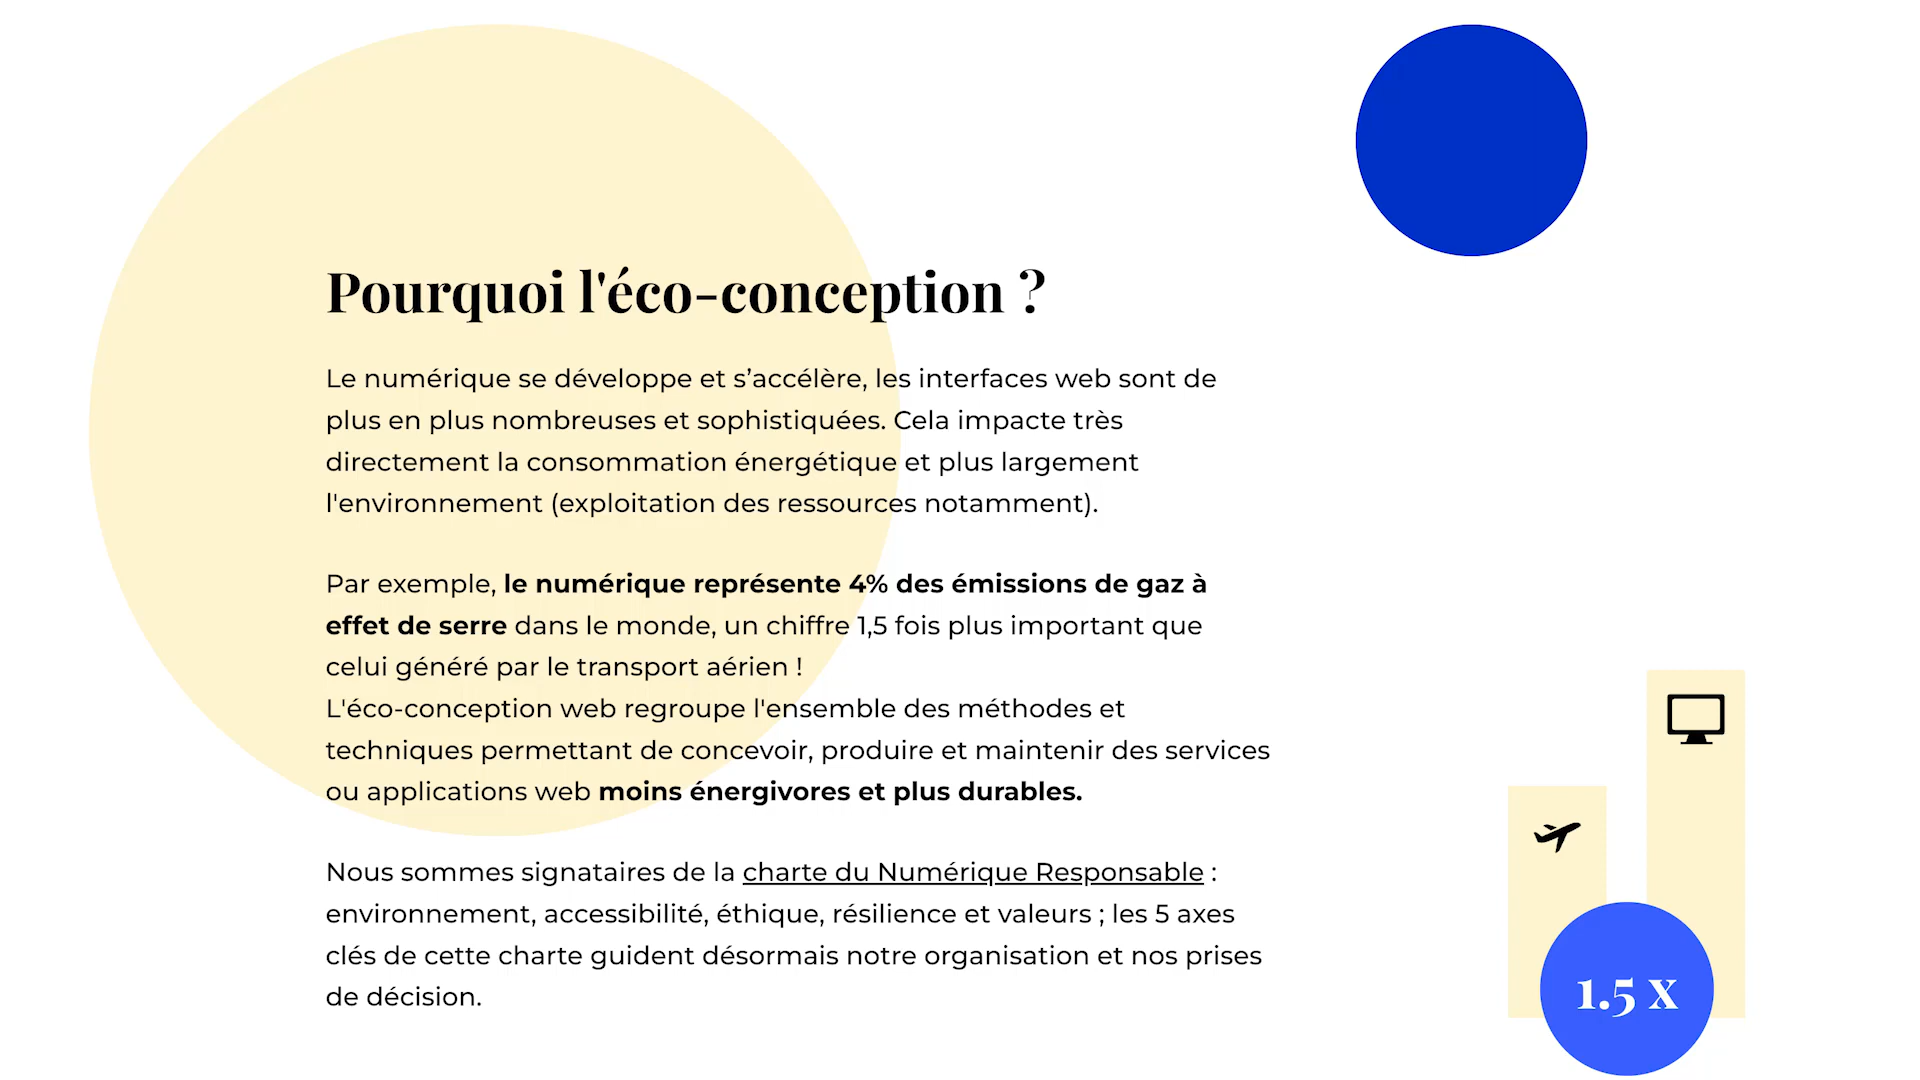 Pourquoi l'éco-conception ?
Le numérique se développe et s’accélère, les interfaces web sont de
plus en plus nombreuses et sophistiquées. Cela impacte très
directement la consommation énergétique et plus largement
l'environnement (exploitation des ressources notamment).
Par exemple, le numérique représente 4% des émissions de gaz à
effet de serre dans le monde, un chiffre 1,5 fois plus important que
celui généré par le transport aérien !
L'éco-conception web regroupe l'ensemble des méthodes et
techniques permettant de concevoir, produire et maintenir des services
ou applications web moins énergivores et plus durables.
Nous sommes signataires de la charte du Numérique Responsable :
environnement, accessibilité, éthique, résilience et valeurs ; les 5 axes
clés de cette charte guident désormais notre organisation et nos prises
de décision.
1.5 x